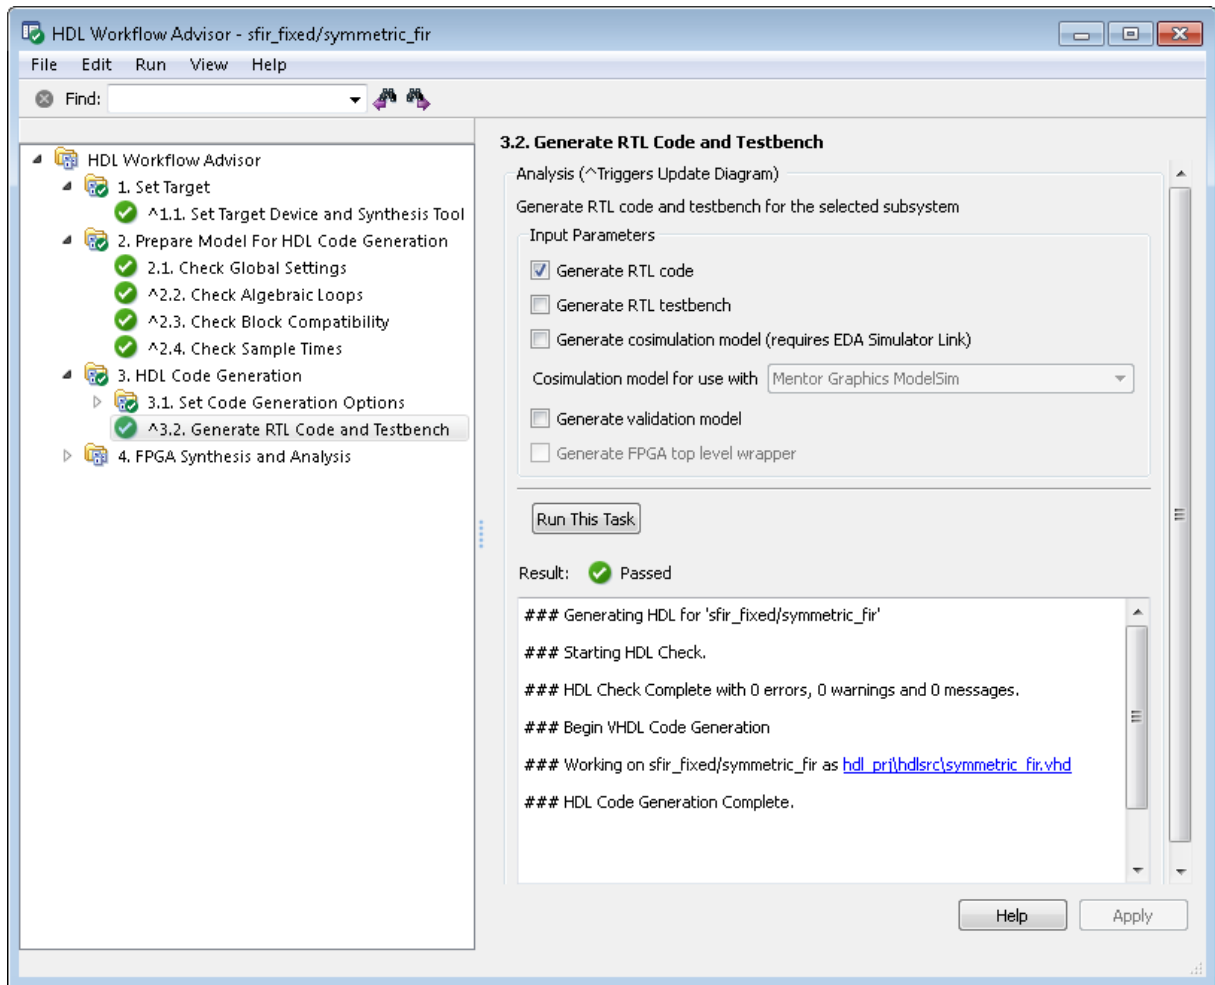 HDL Workflow Advisor - sfir_fixed/symmetric_fir
File Edit Run View Help
Find:
HDL Workflow Advisor
1. Set Target
^1.1. Set Target Device and Synthesis Tool
2. Prepare Model For HDL Code Generation
2.1. Check Global Settings
^2.2. Check Algebraic Loops
^2.3. Check Block Compatibility
^2.4. Check Sample Times
3. HDL Code Generation
3.1. Set Code Generation Options
^3.2. Generate RTL Code and Testbench
4. FPGA Synthesis and Analysis
3.2. Generate RTL Code and Testbench
Analysis (^Triggers Update Diagram)
Generate RTL code and testbench for the selected subsystem
Input Parameters
Generate RTL code
Generate RTL testbench
Generate cosimulation model (requires EDA Simulator Link)
Cosimulation model for use with Mentor Graphics ModelSim
Generate validation model
Generate FPGA top level wrapper
Run This Task
Result: Passed
### Generating HDL for 'sfir_fixed/symmetric_fir'
### Starting HDL Check.
### HDL Check Complete with 0 errors, 0 warnings and 0 messages.
### Begin VHDL Code Generation
### Working on sfir_fixed/symmetric_fir as hdl_prj\hdlsrc\symmetric_fir.vhd
### HDL Code Generation Complete.
Help Apply